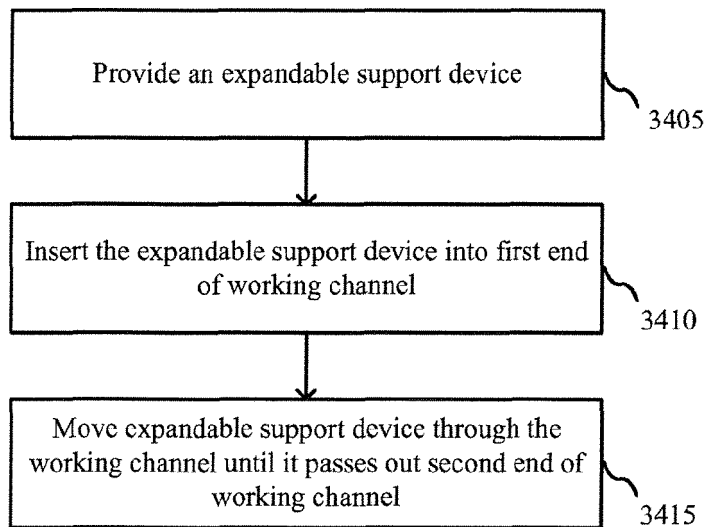 Provide an expandable support device
3405
Insert the expandable support device into first end
of working channel
3410
Move expandable support device through the
working channel until it passes out second end of
working channel
3415